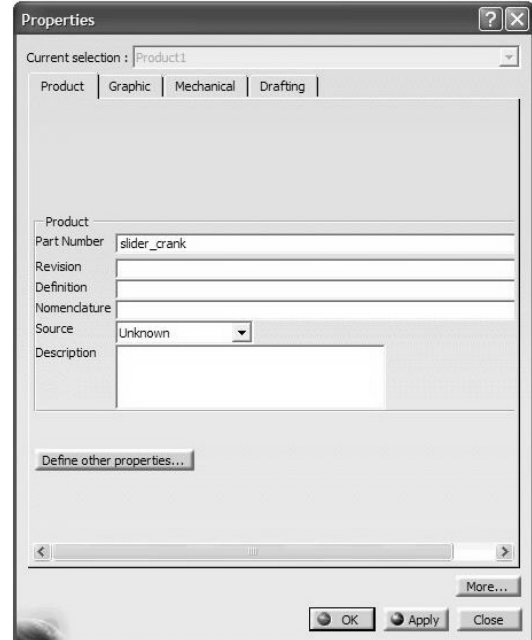 Properties
Current selection : Product1
Product Graphic Mechanical Drafting
Product
Part Number slider_crank
Revision
Definition
Nomenclature
Source Unknown
Description
Define other properties...
More...
OK Apply Close